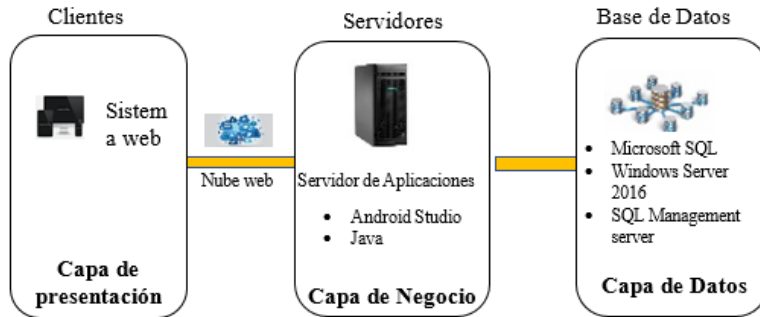 Clientes
Sistem
a web
Capa de
presentación
Nube web
Servidores
Servidor de Aplicaciones
• Android Studio
• Java
Capa de Negocio
Base de Datos
• Microsoft SQL
• Windows Server
2016
• SQL Management
server
Capa de Datos